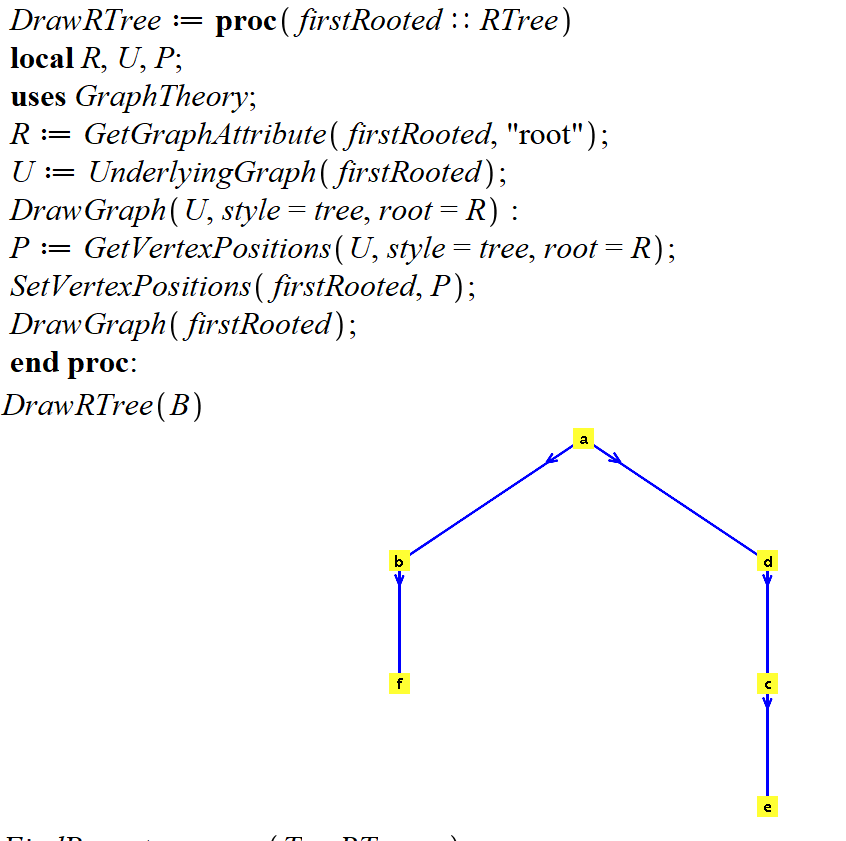 DrawRTree := proc(firstRooted :: RTree)
local R, U, P;
uses GraphTheory;
R := GetGraphAttribute(firstRooted, "root");
U := UnderlyingGraph(firstRooted);
DrawGraph(U, style = tree, root = R) :
P := GetVertexPositions(U, style = tree, root = R);
SetVertexPositions(firstRooted, P);
DrawGraph(firstRooted);
end proc:
DrawRTree(B)
a
b d
f c
e